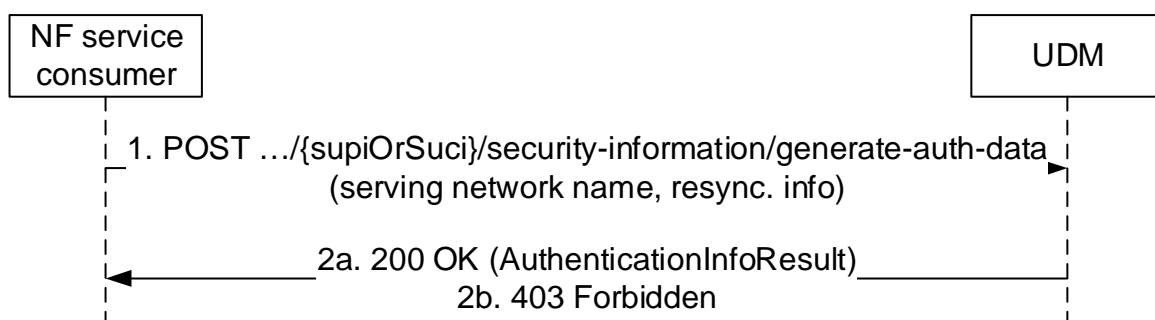 NF service
consumer
UDM
1. POST …/{supiOrSuci}/security-information/generate-auth-data
(serving network name, resync. info)
2a. 200 OK (AuthenticationInfoResult)
2b. 403 Forbidden